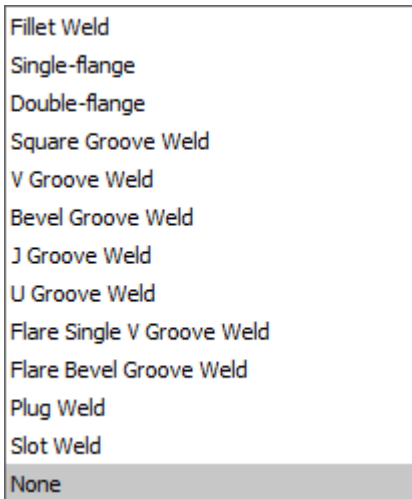 Fillet Weld
Single-flange
Double-flange
Square Groove Weld
V Groove Weld
Bevel Groove Weld
J Groove Weld
U Groove Weld
Flare Single V Groove Weld
Flare Bevel Groove Weld
Plug Weld
Slot Weld
None